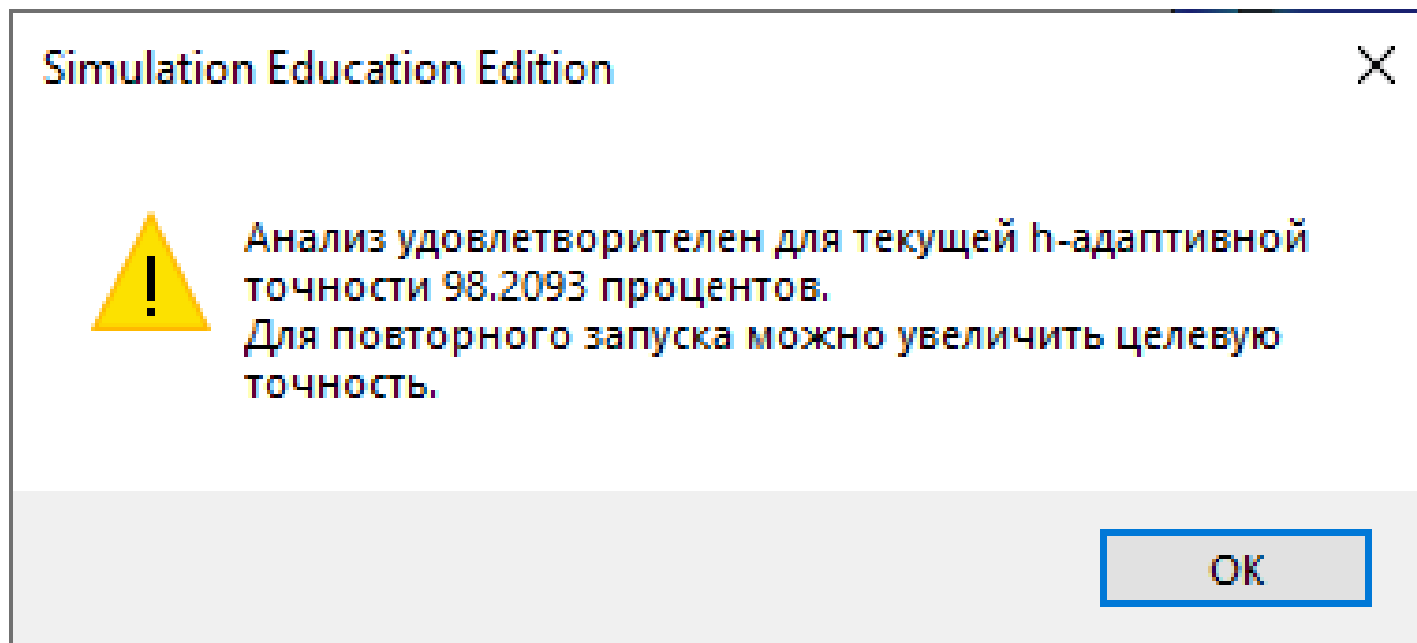 Simulation Education Edition
Анализ удовлетворителен для текущей h-адаптивной
точности 98.2093 процентов.
Для повторного запуска можно увеличить целевую
точность.
ОК